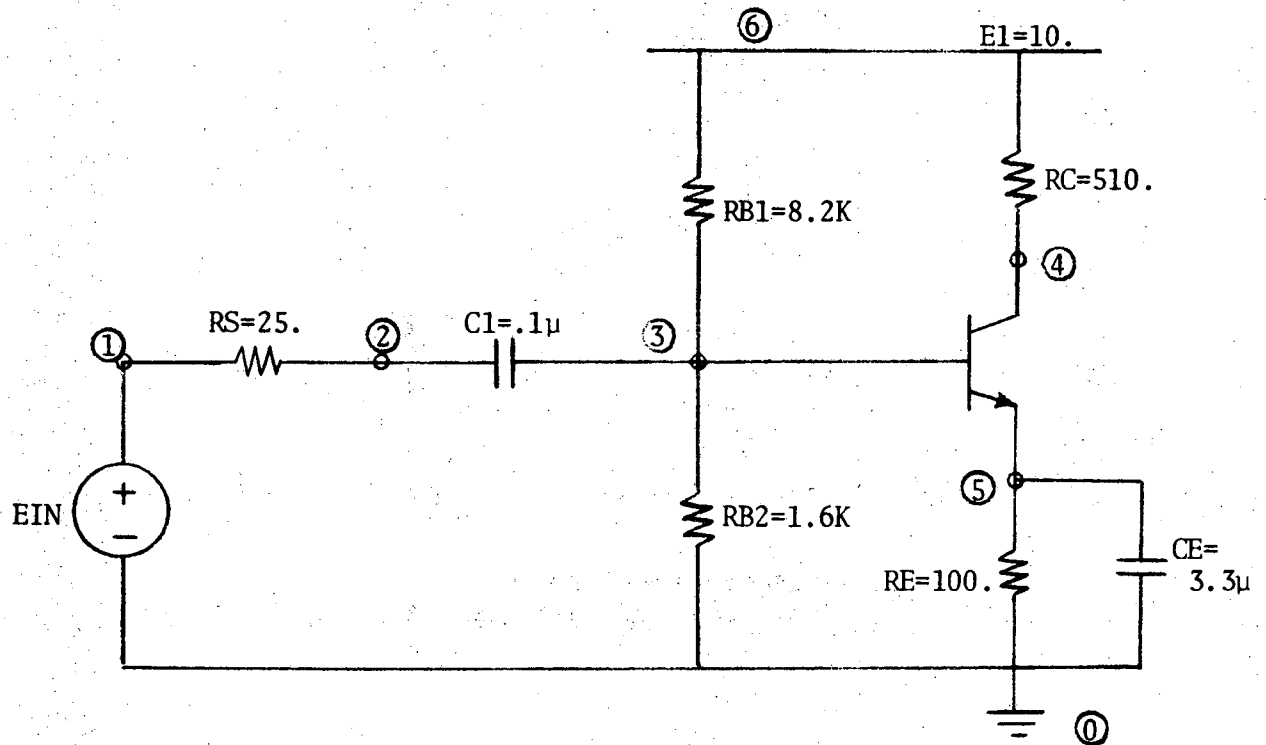 ⑥
E1=10.
RB1=8.2K
RC=510.
④
RS=25.
②
C1=.1μ
③
①
EIN
+
−
RB2=1.6K
⑤
RE=100.
CE=
3.3μ
⓪